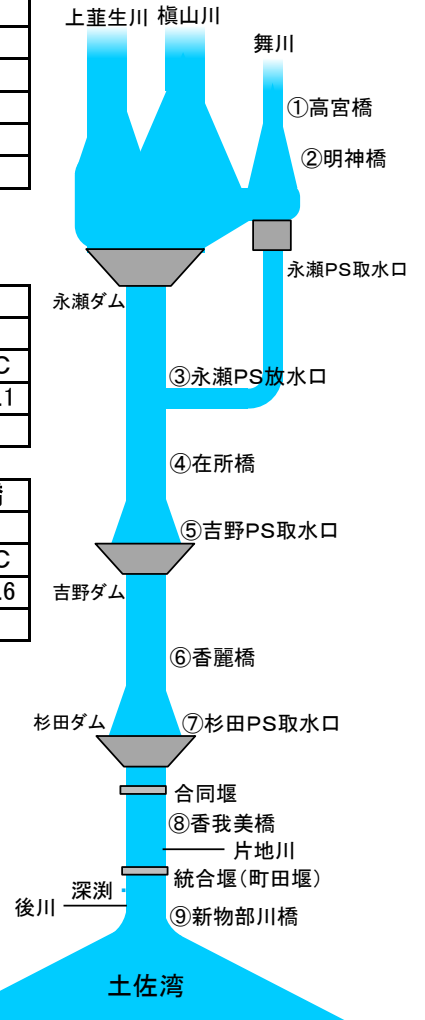 上韮生川 槇山川
舞川
①高宮橋
②明神橋
永瀬PS取水口
永瀬ダム
C
.1
③永瀬PS放水口
④在所橋
⑤吉野PS取水口
C
.6
吉野ダム
⑥香麗橋
杉田ダム
⑦杉田PS取水口
合同堰
⑧香我美橋
片地川
統合堰(町田堰)
深渕
後川
⑨新物部川橋
土佐湾